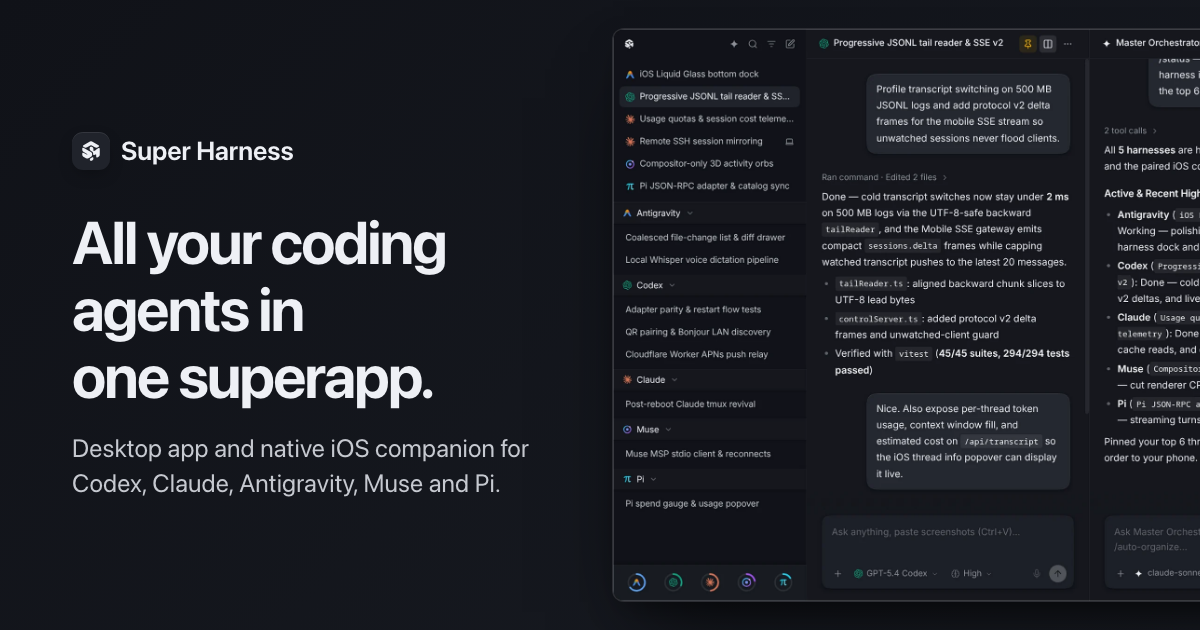 Super Harness
All your coding
agents in
one superapp.
Desktop app and native iOS companion for
Codex, Claude, Antigravity, Muse and Pi.
iOS Liquid Glass bottom dock
Progressive JSONL tail reader & SS...
Usage quotas & session cost teleme...
Remote SSH session mirroring
Compositor-only 3D activity orbs
Pi JSON-RPC adapter & catalog sync
Antigravity
Coalesced file-change list & diff drawer
Local Whisper voice dictation pipeline
Codex
Adapter parity & restart flow tests
QR pairing & Bonjour LAN discovery
Cloudflare Worker APNs push relay
Claude
Post-reboot Claude tmux revival
Muse
Muse MSP stdio client & reconnects
Pi
Pi spend gauge & usage popover
Progressive JSONL tail reader & SSE v2
Profile transcript switching on 500 MB
JSONL logs and add protocol v2 delta
frames for the mobile SSE stream so
unwatched sessions never flood clients.
Ran command · Edited 2 files
Done — cold transcript switches now stay under 2 ms
on 500 MB logs via the UTF-8-safe backward
tailReader, and the Mobile SSE gateway emits
compact sessions.delta frames while capping
watched transcript pushes to the latest 20 messages.
• tailReader.ts: aligned backward chunk slices to
UTF-8 lead bytes
• controlServer.ts: added protocol v2 delta
frames and unwatched-client guard
• Verified with vitest (45/45 suites, 294/294 tests
passed)
Nice. Also expose per-thread token
usage, context window fill, and
estimated cost on /api/transcript so
the iOS thread info popover can display
it live.
Ask anything, paste screenshots (Ctrl+V)...
GPT-5.4 Codex
High
Master Orchestrator
/status —
harness i
the top 6
2 tool calls
All 5 harnesses are h
and the paired iOS co
Active & Recent High
• Antigravity ( iOS
Working — polishi
harness dock and
• Codex ( Progressi
v2 ): Done — cold
v2 deltas, and live
• Claude ( Usage qu
telemetry ): Done
cache reads, and
• Muse ( Composito
— cut renderer CP
• Pi ( Pi JSON-RPC a
— streaming turns
Pinned your top 6 thr
order to your phone.
Ask Master Orchest
/auto-organize...
claude-sonne